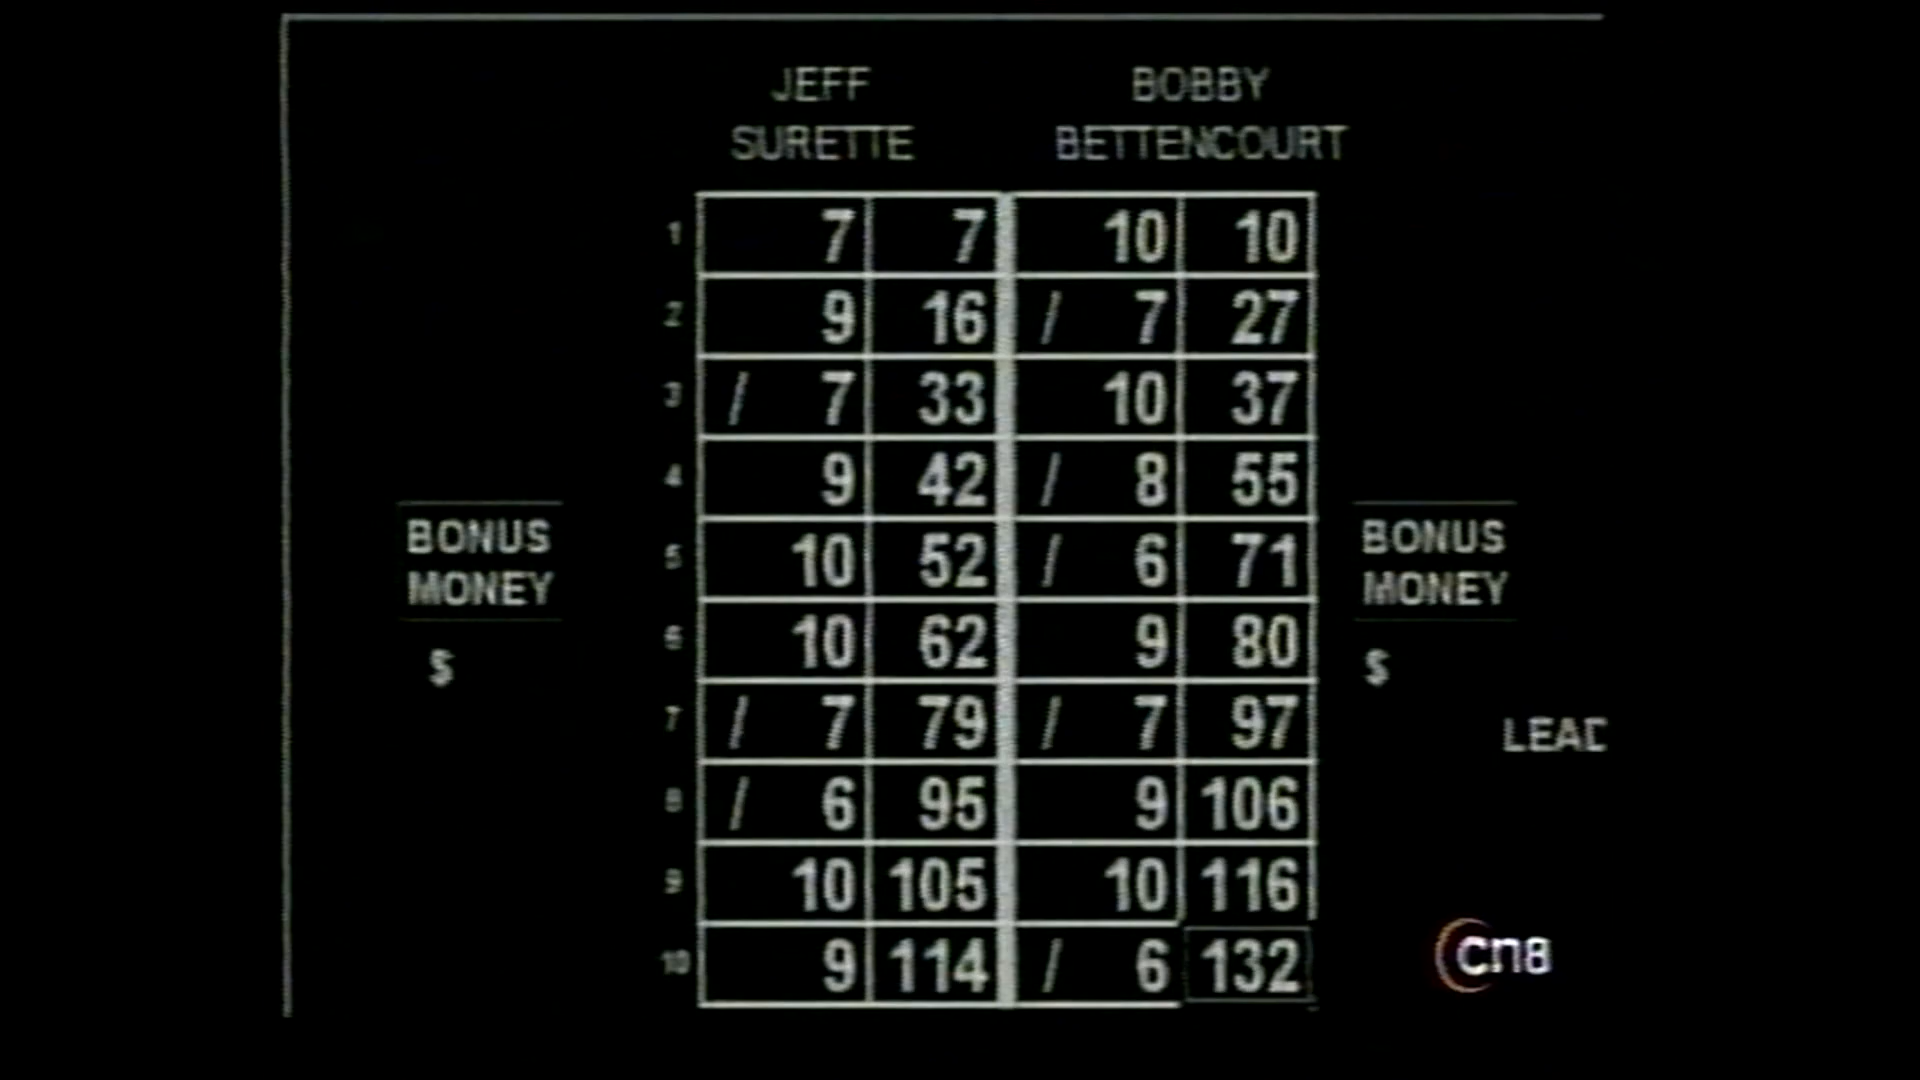 JEFF BOBBY
SURETTE BETTENCOURT
1 7 7 10 10
2 9 16 / 7 27
3 / 7 33 10 37
4 9 42 / 8 55
BONUS MONEY
5 10 52 / 6 71
BONUS MONEY
6 10 62 9 80
$ $
7 / 7 79 / 7 97
LEAD
8 / 6 95 9 106
9 10 105 10 116
10 9 114 / 6 132
cn8